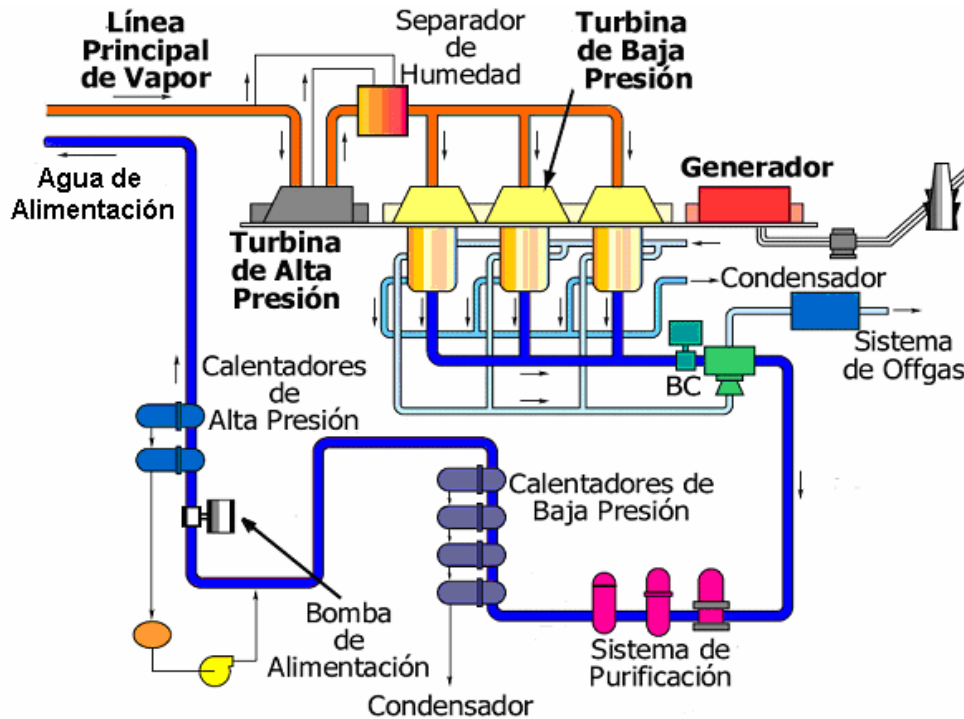 Línea
Principal
de Vapor
Separador
de
Humedad
Turbina
de Baja
Presión
Agua de
Alimentación
Turbina
de Alta
Presión
Generador
Condensador
Sistema
de Offgas
BC
Calentadores
de
Alta Presión
Calentadores de
Baja Presión
Bomba
de
Alimentación
Sistema de
Purificación
Condensador